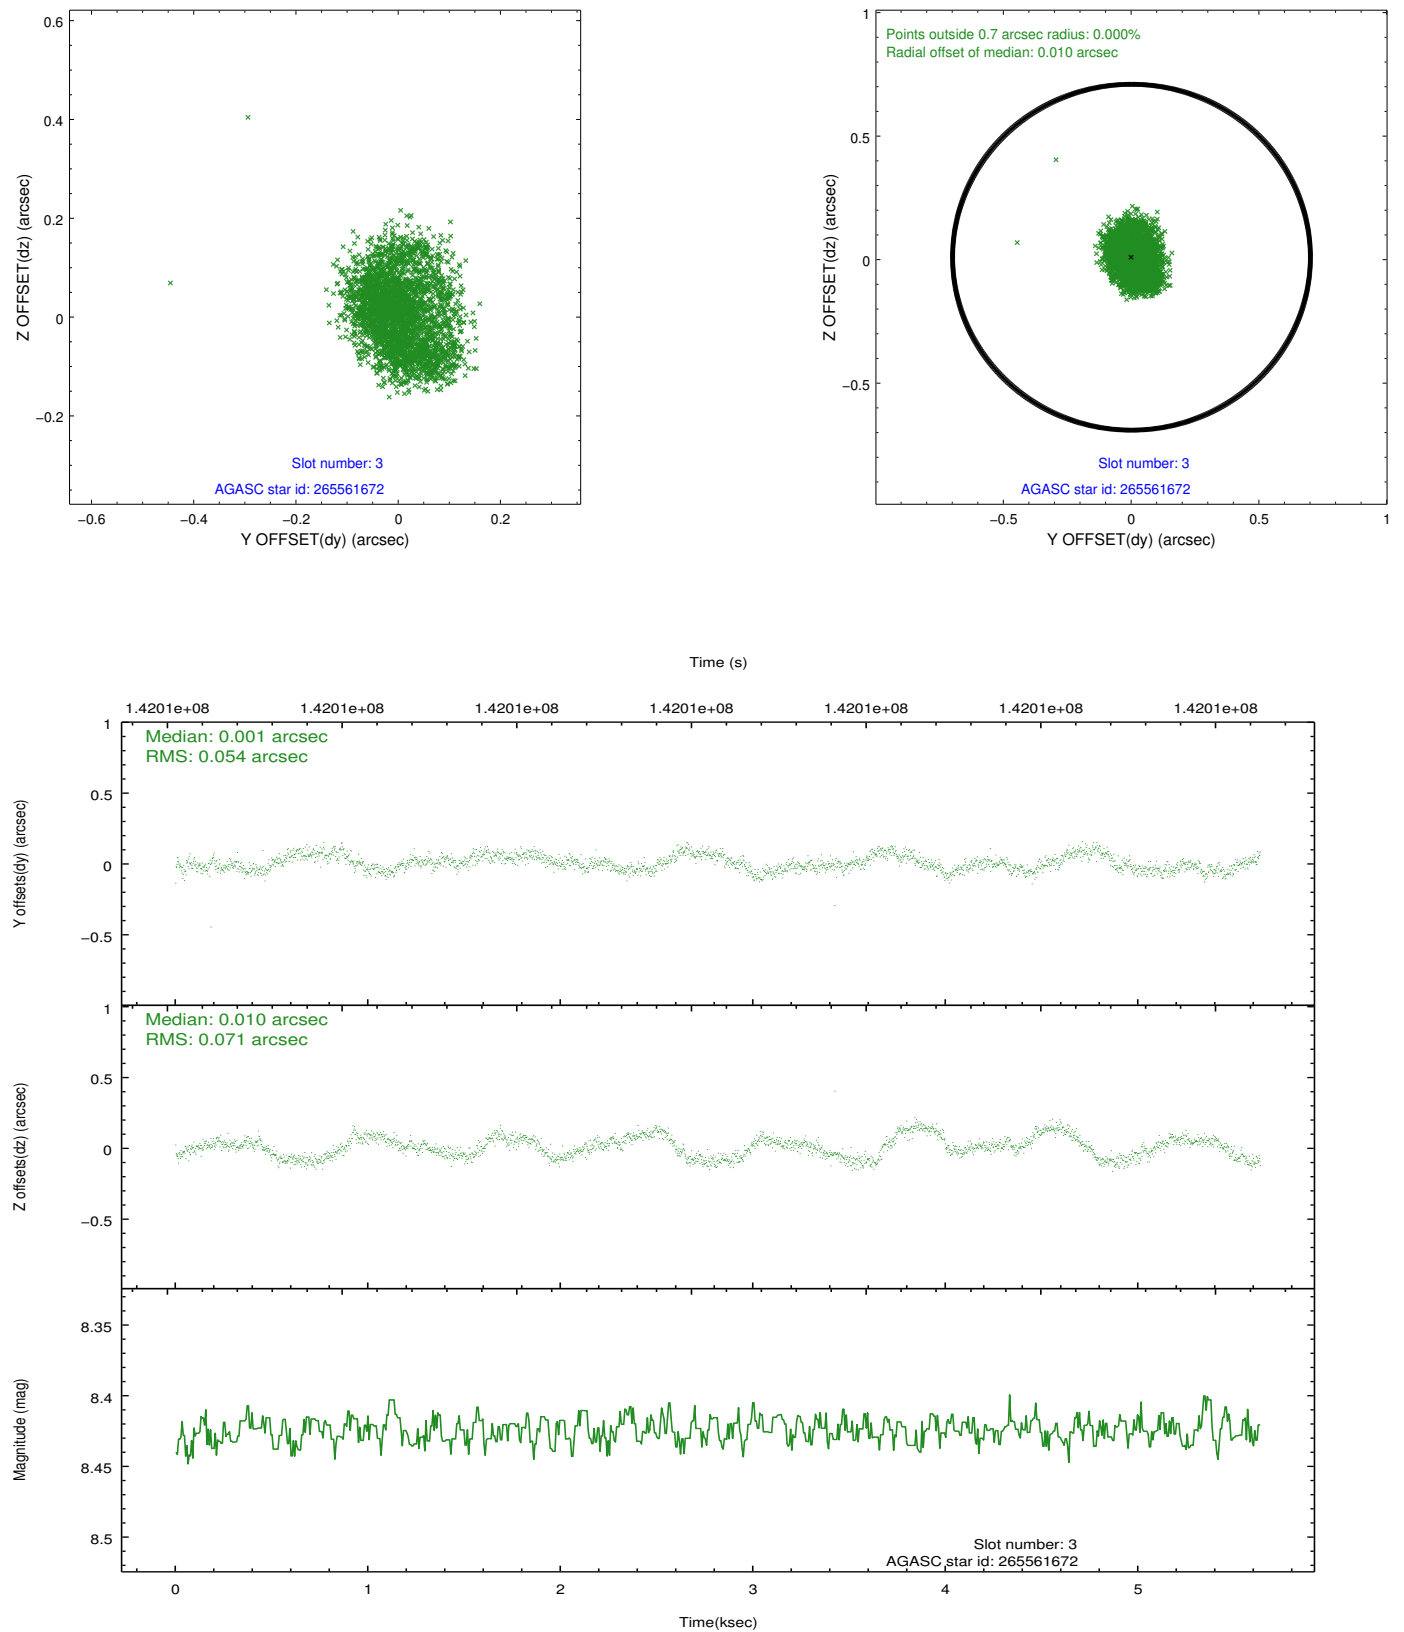 0.6
0.4
0.2
0
−0.2
Z OFFSET(dz) (arcsec)
Slot number: 3
AGASC star id: 265561672
−0.6 −0.4 −0.2 0 0.2
Y OFFSET(dy) (arcsec)
1
0.5
0
−0.5
Z OFFSET(dz) (arcsec)
Points outside 0.7 arcsec radius: 0.000%
Radial offset of median: 0.010 arcsec
Slot number: 3
AGASC star id: 265561672
−0.5 0 0.5 1
Y OFFSET(dy) (arcsec)
Time (s)
1.4201e+08 1.4201e+08 1.4201e+08 1.4201e+08 1.4201e+08 1.4201e+08 1.4201e+08
1
0.5
0
−0.5
Y offsets(dy) (arcsec)
Median: 0.001 arcsec
RMS: 0.054 arcsec
1
0.5
0
−0.5
Z offsets(dz) (arcsec)
Median: 0.010 arcsec
RMS: 0.071 arcsec
8.35
8.4
8.45
8.5
Magnitude (mag)
Slot number: 3
AGASC star id: 265561672
0 1 2 3 4 5
Time(ksec)